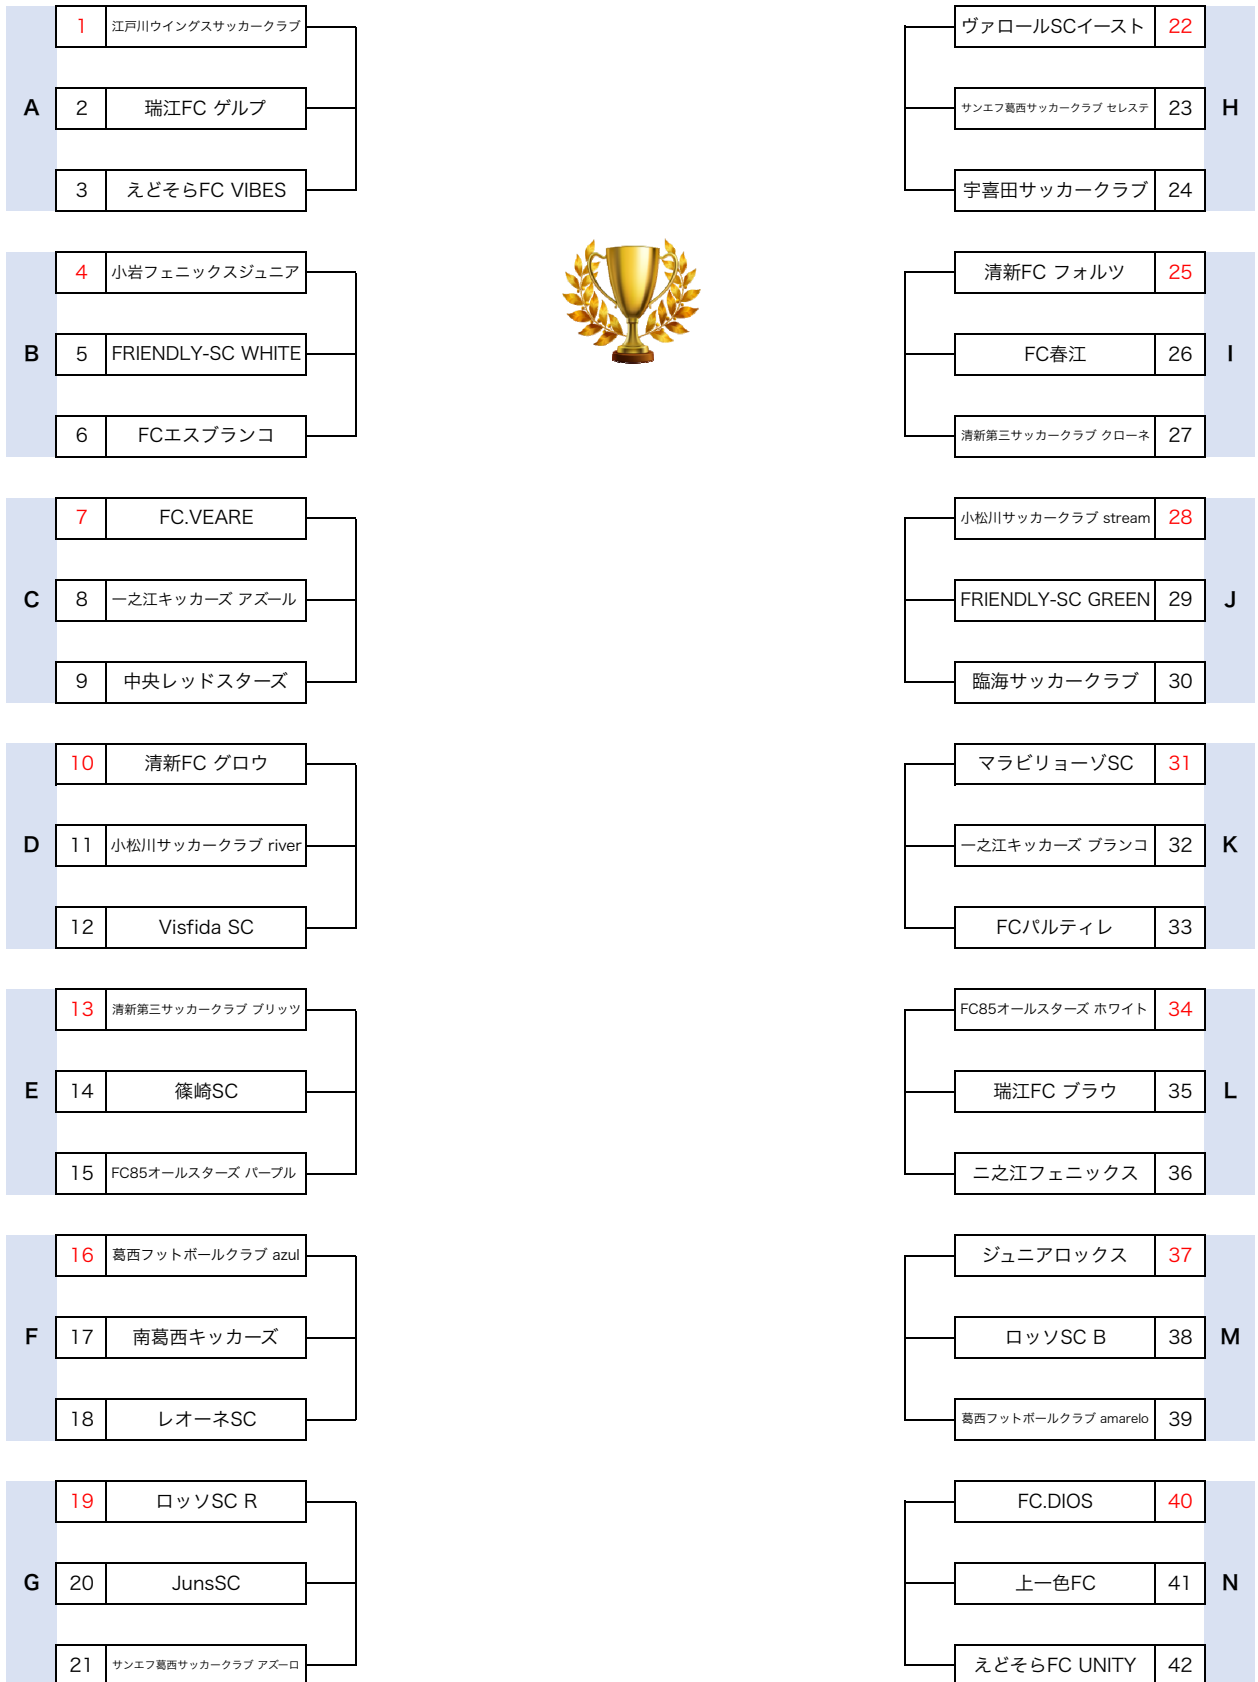 1 江戸川ウイングスサッカークラブ
A 2 瑞江FC ゲルプ
3 えどそらFC VIBES
4 小岩フェニックスジュニア
B 5 FRIENDLY-SC WHITE
6 FCエスブランコ
7 FC.VEARE
C 8 一之江キッカーズ アズール
9 中央レッドスターズ
10 清新FC グロウ
D 11 小松川サッカークラブ river
12 Visfida SC
13 清新第三サッカークラブ ブリッツ
E 14 篠崎SC
15 FC85オールスターズ パープル
16 葛西フットボールクラブ azul
F 17 南葛西キッカーズ
18 レオーネSC
19 ロッソSC R
G 20 JunsSC
21 サンエフ葛西サッカークラブ アズーロ
ヴァロールSCイースト 22
サンエフ葛西サッカークラブ セレステ 23 H
宇喜田サッカークラブ 24
清新FC フォルツ 25
FC春江 26 I
清新第三サッカークラブ クローネ 27
小松川サッカークラブ stream 28
FRIENDLY-SC GREEN 29 J
臨海サッカークラブ 30
マラビリョーゾSC 31
一之江キッカーズ ブランコ 32 K
FCパルティレ 33
FC85オールスターズ ホワイト 34
瑞江FC ブラウ 35 L
ニ之江フェニックス 36
ジュニアロックス 37
ロッソSC B 38 M
葛西フットボールクラブ amarelo 39
FC.DIOS 40
上一色FC 41 N
えどそらFC UNITY 42